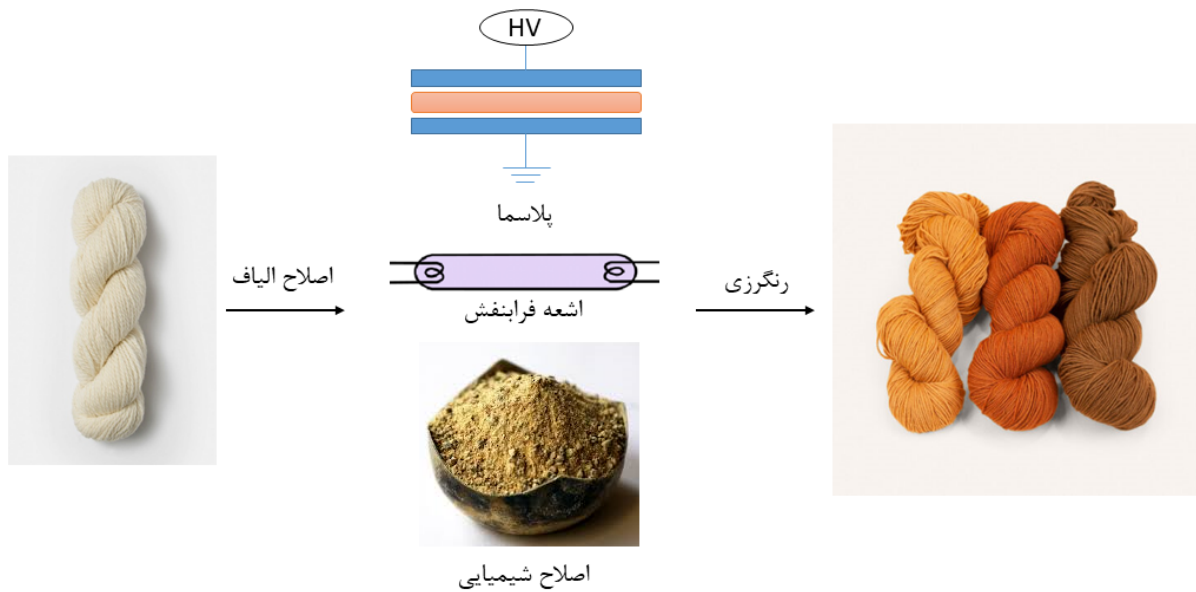 HV
پلاسما
اصلاح الیاف
اشعه فرابنفش
رنگرزی
اصلاح شیمیایی